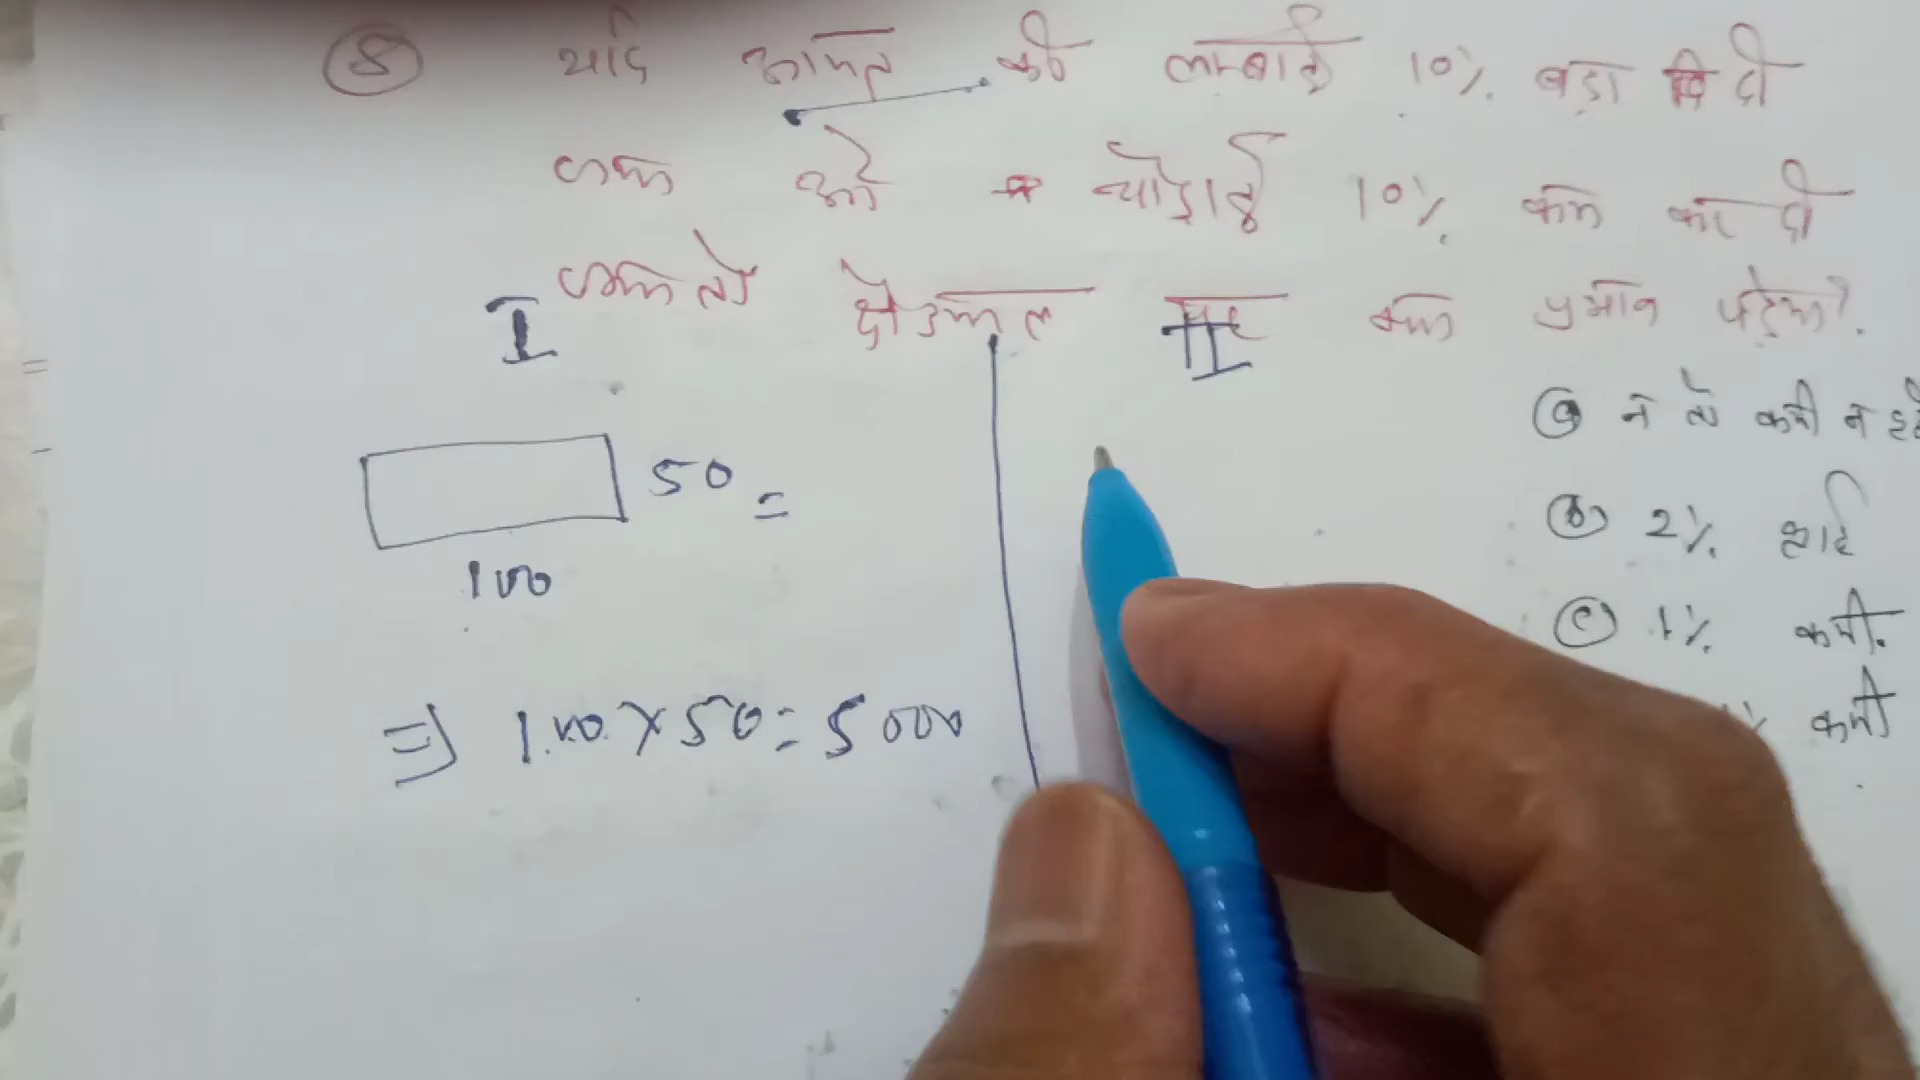 8 यदि आयत की लम्बाई 10% बढ़ा दी
जाय और चौड़ाई 10% कम कर दी
जाय तो क्षेत्रफल पर क्या प्रभाव पड़ेगा?
I II
a न तो कमी न
50 =
b 2%
100
c 1% कमी.
⇒ 100 × 50 = 5000
% कमी